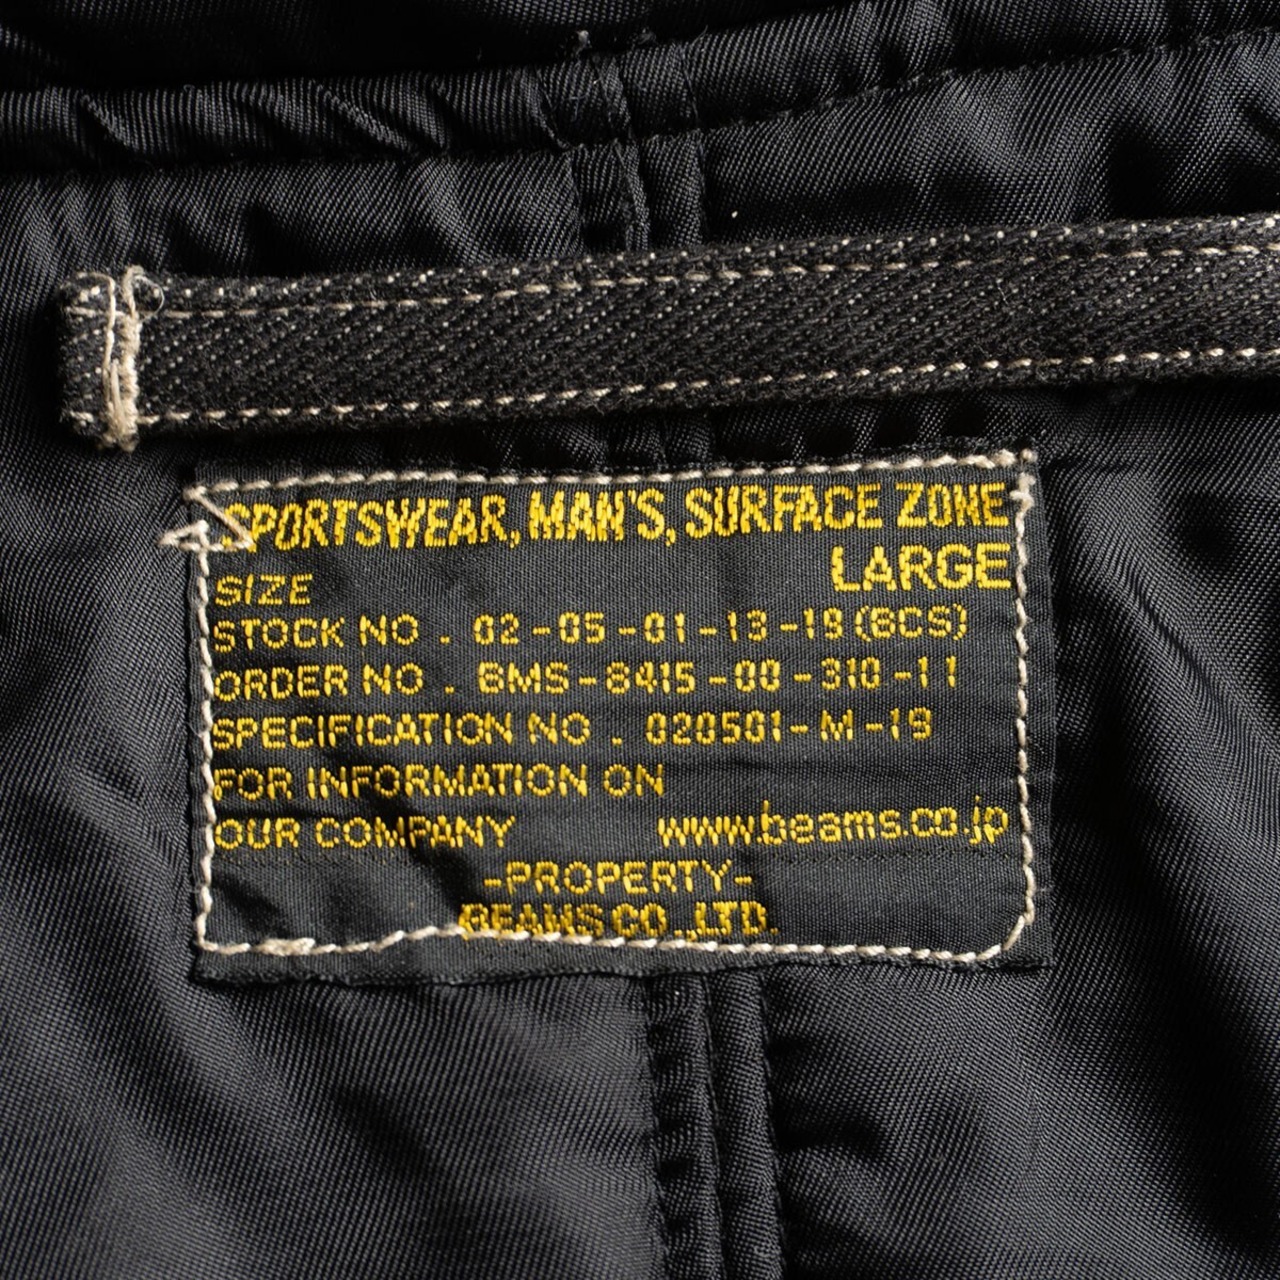 SPORTSWEAR, MAN'S, SURFACE ZONE
SIZE LARGE
STOCK NO . 02-05-01-13-19(BCS)
ORDER NO . BMS-8415-00-310-11
SPECIFICATION NO . 020501-M-19
FOR INFORMATION ON
OUR COMPANY www.beams.co.jp
-PROPERTY-
BEAMS CO.,LTD.